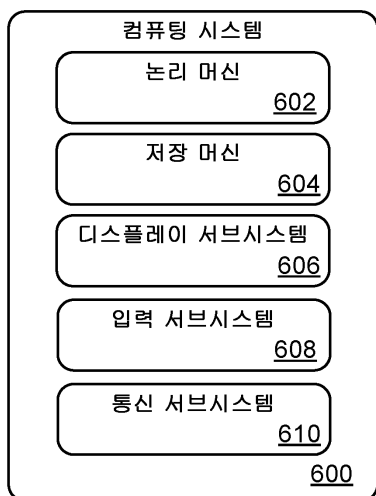 컴퓨팅 시스템
논리 머신
602
저장 머신
604
디스플레이 서브시스템
606
입력 서브시스템
608
통신 서브시스템
610
600